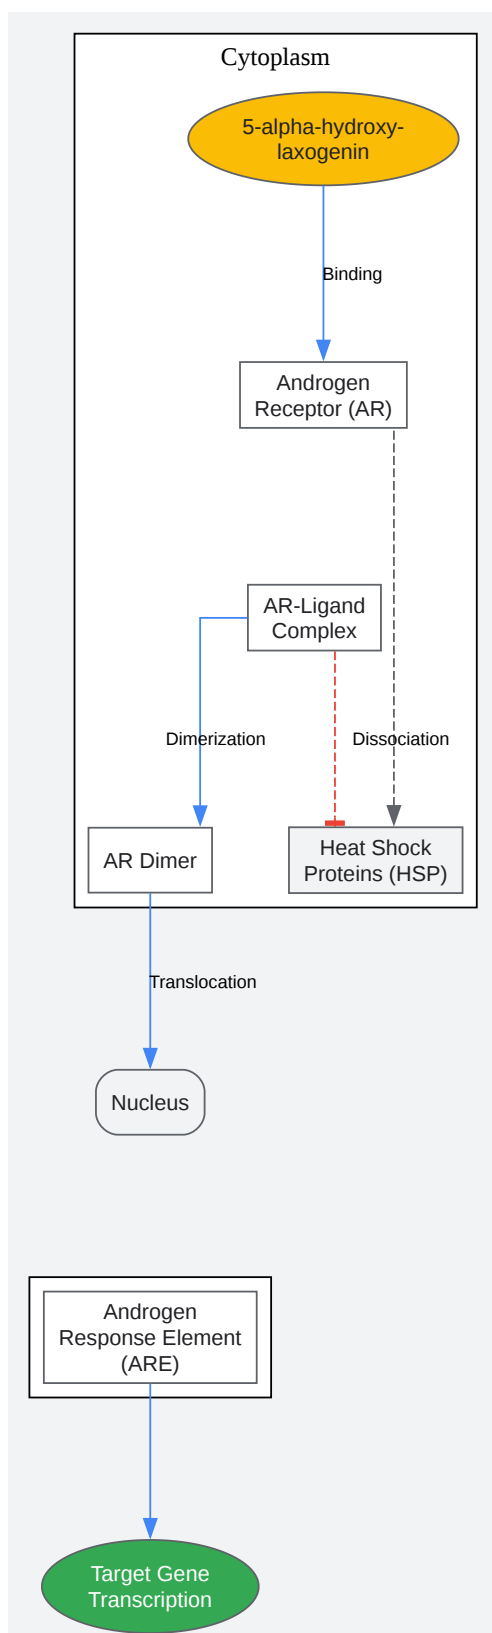 Cytoplasm
5-alpha-hydroxy-
laxogenin
Binding
Androgen
Receptor (AR)
AR-Ligand
Complex
Dimerization
Dissociation
AR Dimer
Heat Shock
Proteins (HSP)
Translocation
Nucleus
Androgen
Response Element
(ARE)
Target Gene
Transcription